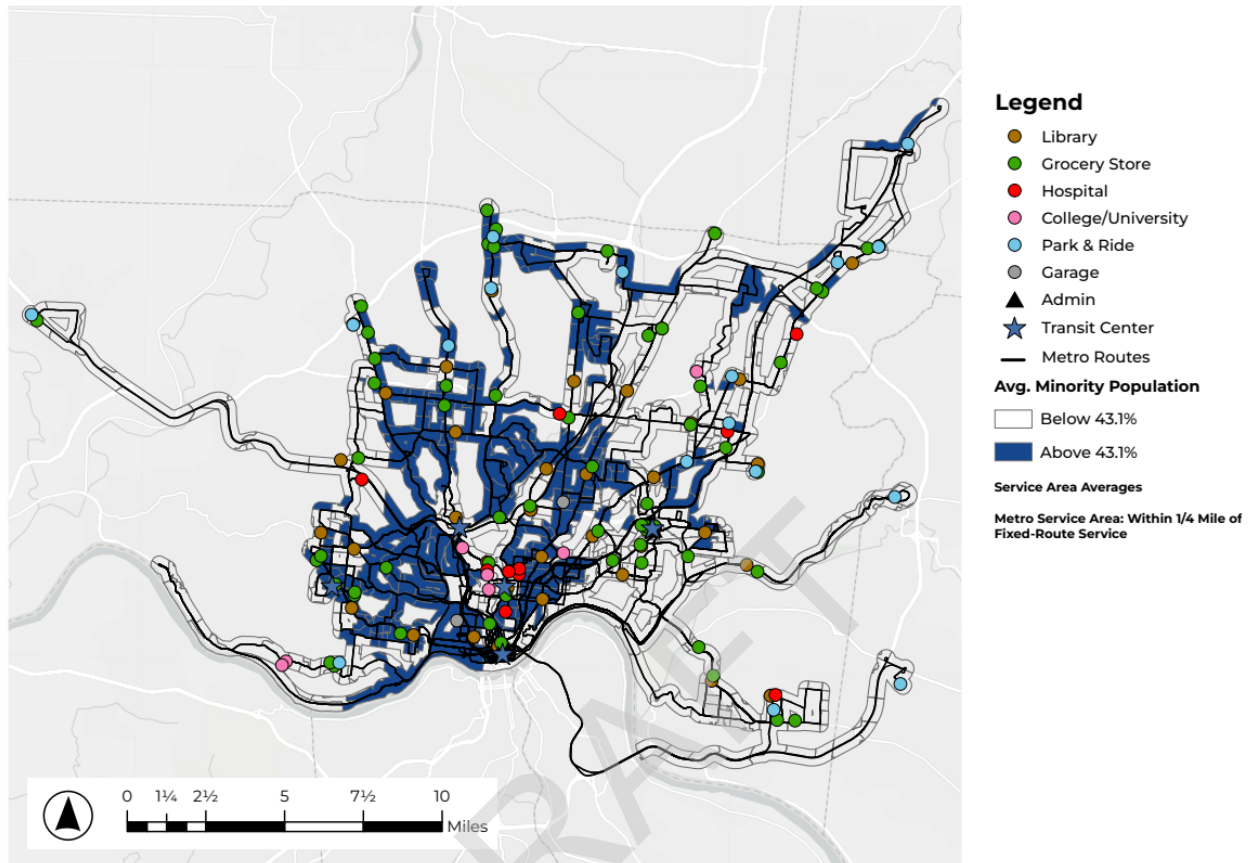 Legend
Library
Grocery Store
Hospital
College/University
Park & Ride
Garage
Admin
Transit Center
Metro Routes
Avg. Minority Population
Below 43.1%
Above 43.1%
Service Area Averages
Metro Service Area: Within 1/4 Mile of
Fixed-Route Service
0 1¼ 2½ 5 7½ 10
Miles
DRAFT